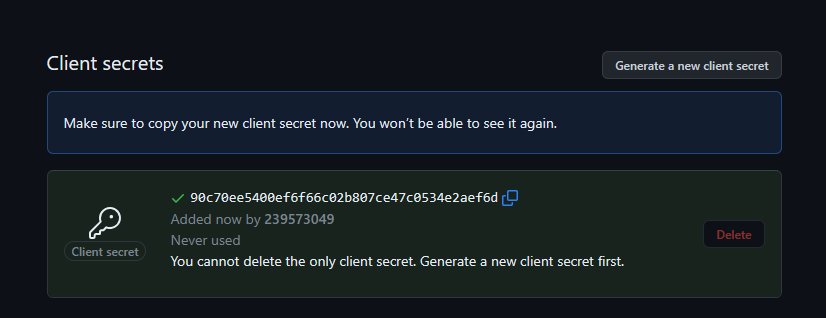 Client secrets
Generate a new client secret
Make sure to copy your new client secret now. You won't be able to see it again.
90c70ee5400ef6f66c02b807ce47c0534e2aef6d
Added now by 239573049
Never used
Client secret
You cannot delete the only client secret. Generate a new client secret first.
Delete